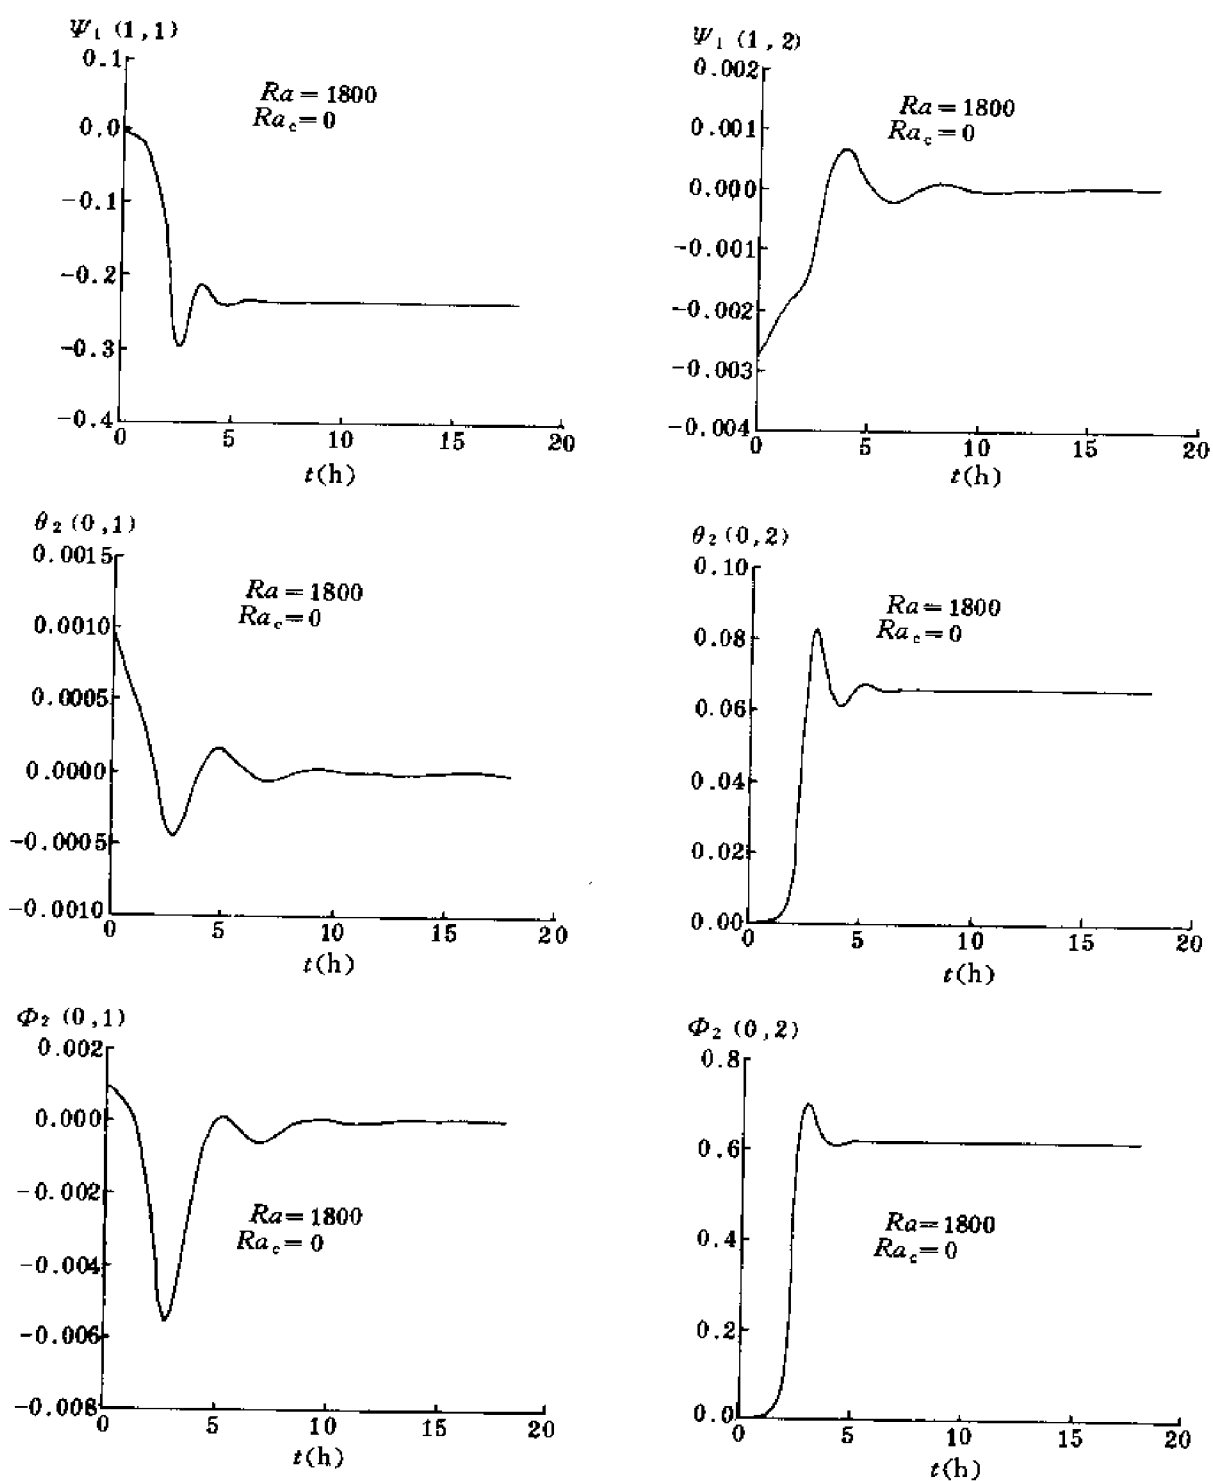 Ψ₁ (1,1)
0.1
0.0
-0.1
-0.2
-0.3
-0.4
Ra = 1800
Ra꜀ = 0
0 5 10 15 20
t(h)
Ψ₁ (1,2)
0.002
0.001
0.000
-0.001
-0.002
-0.003
-0.004
Ra = 1800
Ra꜀ = 0
0 5 10 15 20
t(h)
θ₂ (0,1)
0.0015
0.0010
0.0005
0.0000
-0.0005
-0.0010
Ra = 1800
Ra꜀ = 0
0 5 10 15 20
t(h)
θ₂ (0,2)
0.10
0.08
0.06
0.04
0.02
0.00
Ra = 1800
Ra꜀ = 0
0 5 10 15 20
t(h)
Φ₂ (0,1)
0.002
0.000
-0.002
-0.004
-0.006
-0.008
Ra = 1800
Ra꜀ = 0
0 5 10 15 20
t(h)
Φ₂ (0,2)
0.8
0.6
0.4
0.2
0.0
Ra = 1800
Ra꜀ = 0
0 5 10 15 20
t(h)